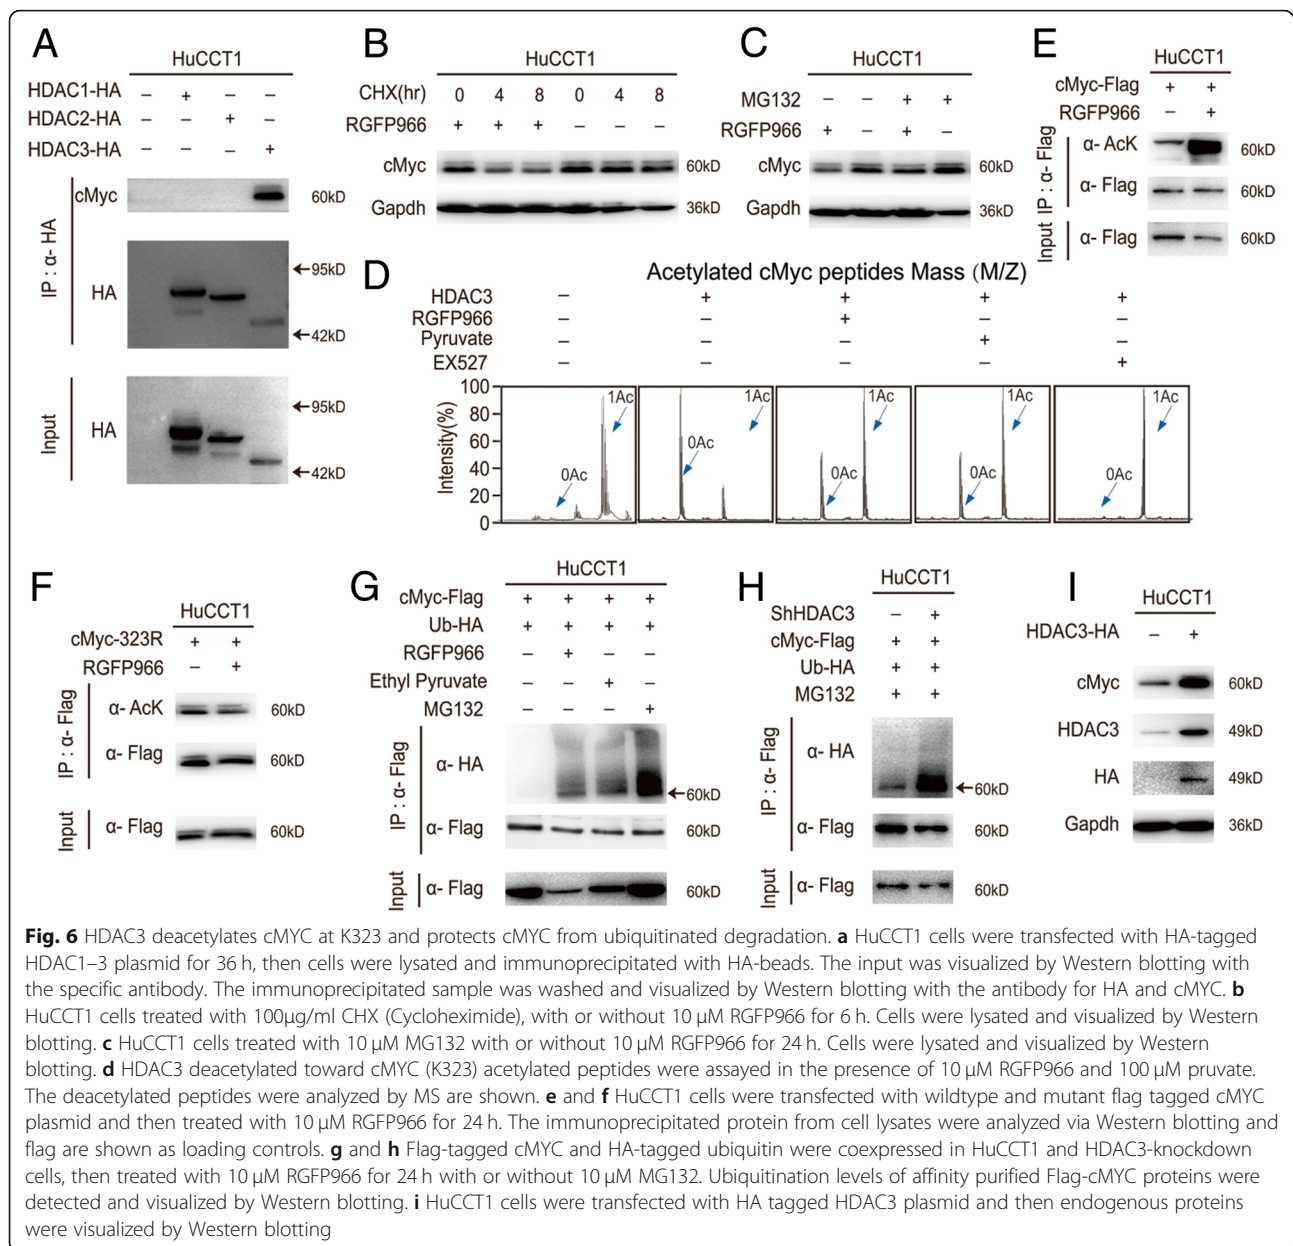 A
HuCCT1
HDAC1-HA – + – –
HDAC2-HA – – + –
HDAC3-HA – – – +
IP : α- HA
cMyc 60kD
HA ←95kD
←42kD
Input
HA ←95kD
←42kD
B
HuCCT1
CHX(hr) 0 4 8 0 4 8
RGFP966 + + + – – –
cMyc 60kD
Gapdh 36kD
C
HuCCT1
MG132 – – + +
RGFP966 + – + –
cMyc 60kD
Gapdh 36kD
E
HuCCT1
cMyc-Flag + +
RGFP966 – +
IP : α- Flag
α- AcK 60kD
α- Flag 60kD
Input
α- Flag 60kD
D
Acetylated cMyc peptides Mass (M/Z)
HDAC3 – + + + +
RGFP966 – – + – –
Pyruvate – – – + –
EX527 – – – – +
Intensity(%)
100
80
60
40
20
0
1Ac 1Ac 1Ac 1Ac 1Ac
0Ac 0Ac 0Ac 0Ac 0Ac
F
HuCCT1
cMyc-323R + +
RGFP966 – +
IP : α- Flag
α- AcK 60kD
α- Flag 60kD
Input
α- Flag 60kD
G
HuCCT1
cMyc-Flag + + + +
Ub-HA + + + +
RGFP966 – + – –
Ethyl Pyruvate – – + –
MG132 – – – +
IP : α- Flag
α- HA ←60kD
α- Flag 60kD
Input
α- Flag 60kD
H
HuCCT1
ShHDAC3 – +
cMyc-Flag + +
Ub-HA + +
MG132 + +
IP : α- Flag
α- HA ←60kD
α- Flag 60kD
Input
α- Flag 60kD
I
HuCCT1
HDAC3-HA – +
cMyc 60kD
HDAC3 49kD
HA 49kD
Gapdh 36kD
Fig. 6 HDAC3 deacetylates cMYC at K323 and protects cMYC from ubiquitinated degradation. a HuCCT1 cells were transfected with HA-tagged
HDAC1–3 plasmid for 36 h, then cells were lysated and immunoprecipitated with HA-beads. The input was visualized by Western blotting with
the specific antibody. The immunoprecipitated sample was washed and visualized by Western blotting with the antibody for HA and cMYC. b
HuCCT1 cells treated with 100μg/ml CHX (Cycloheximide), with or without 10 μM RGFP966 for 6 h. Cells were lysated and visualized by Western
blotting. c HuCCT1 cells treated with 10 μM MG132 with or without 10 μM RGFP966 for 24 h. Cells were lysated and visualized by Western
blotting. d HDAC3 deacetylated toward cMYC (K323) acetylated peptides were assayed in the presence of 10 μM RGFP966 and 100 μM pruvate.
The deacetylated peptides were analyzed by MS are shown. e and f HuCCT1 cells were transfected with wildtype and mutant flag tagged cMYC
plasmid and then treated with 10 μM RGFP966 for 24 h. The immunoprecipitated protein from cell lysates were analyzed via Western blotting and
flag are shown as loading controls. g and h Flag-tagged cMYC and HA-tagged ubiquitin were coexpressed in HuCCT1 and HDAC3-knockdown
cells, then treated with 10 μM RGFP966 for 24 h with or without 10 μM MG132. Ubiquitination levels of affinity purified Flag-cMYC proteins were
detected and visualized by Western blotting. i HuCCT1 cells were transfected with HA tagged HDAC3 plasmid and then endogenous proteins
were visualized by Western blotting